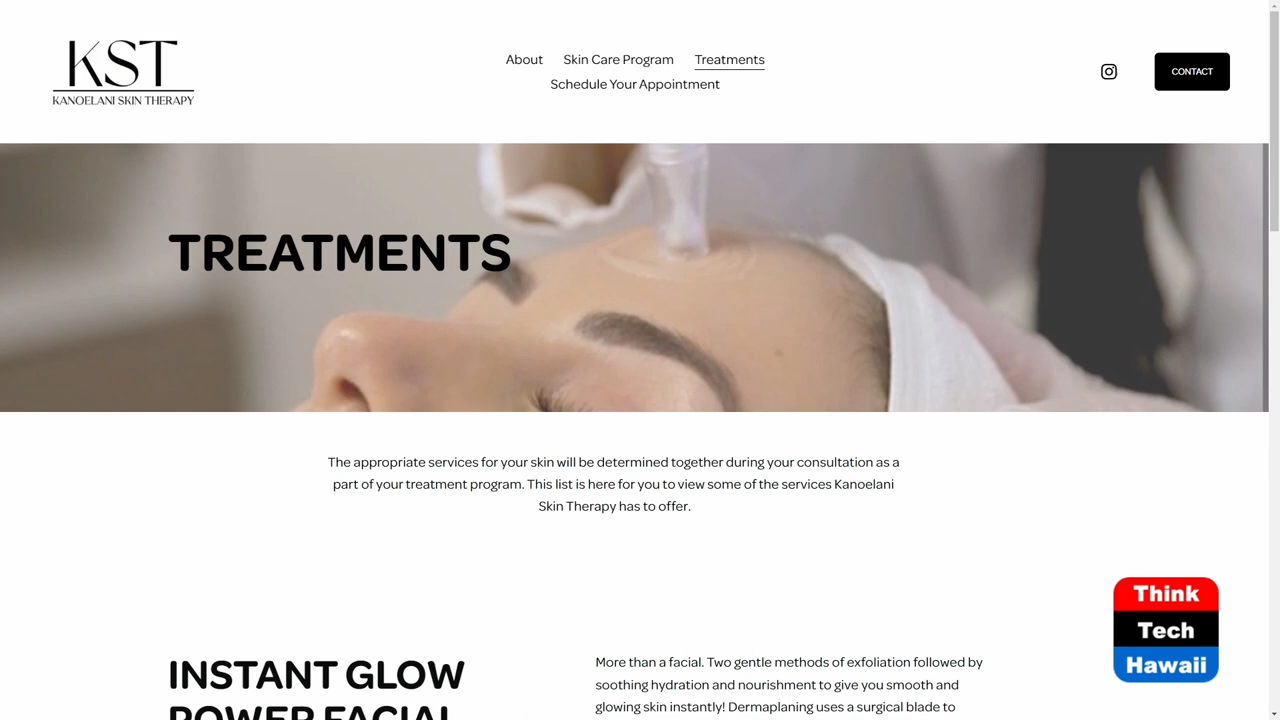 KST
KANOELANI SKIN THERAPY
About
Skin Care Program
Treatments
Schedule Your Appointment
CONTACT
TREATMENTS
The appropriate services for your skin will be determined together during your consultation as a
part of your treatment program. This list is here for you to view some of the services Kanoelani
Skin Therapy has to offer.
INSTANT GLOW
POWER FACIAL
More than a facial. Two gentle methods of exfoliation followed by
soothing hydration and nourishment to give you smooth and
glowing skin instantly! Dermaplaning uses a surgical blade to
Think
Tech
Hawaii